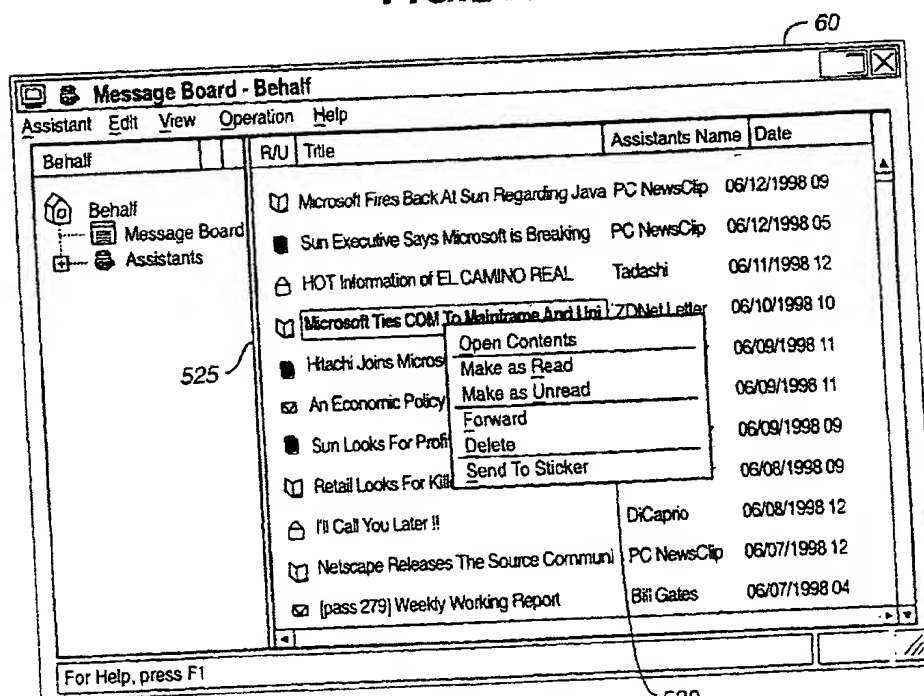 60
Message Board - Behalf
Assistant Edit View Operation Help
Behalf R/U Title Assistants Name Date
Behalf
Message Board
Assistants
Microsoft Fires Back At Sun Regarding Java PC NewsClip 06/12/1998 09
Sun Executive Says Microsoft is Breaking PC NewsClip 06/12/1998 05
HOT Information of EL CAMINO REAL Tadashi 06/11/1998 12
Microsoft Ties COM To Mainframe And Uni ZDNet Letter 06/10/1998 10
Hitachi Joins Micros 06/09/1998 11
An Economic Policy 06/09/1998 11
Sun Looks For Profi 06/09/1998 09
Retail Looks For Kille 06/08/1998 09
I'll Call You Later !! DiCaprio 06/08/1998 12
Netscape Releases The Source Communi PC NewsClip 06/07/1998 12
[pass 279] Weekly Working Report Bill Gates 06/07/1998 04
Open Contents
Make as Read
Make as Unread
Forward
Delete
Send To Sticker
525
For Help, press F1